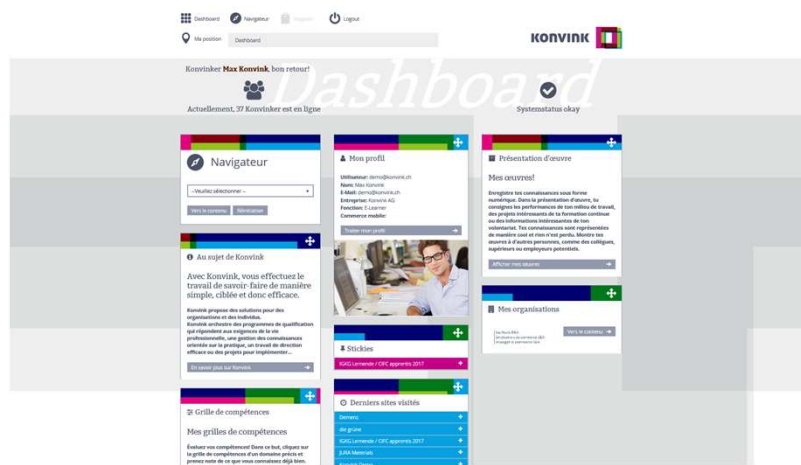 Dashboard
Navigateur
Logout
Ma position
Dashboard
KONVINK
Konvinker Max Konvink, bon retour!
Dashboard
Actuellement, 37 Konvinker est en ligne
Systemstatus okay
Navigateur
- Veuillez sélectionner -
Vers le contenu
Réinitialiser
Au sujet de Konvink
Avec Konvink, vous effectuez le
travail de savoir-faire de manière
simple, ciblée et donc efficace.
Konvink propose des solutions pour des
organisations et des individus.
Konvink orchestre des programmes de qualification
qui répondent aux exigences de la vie
professionnelle, une gestion des connaissances
orientée sur la pratique, un travail de direction
efficace ou des projets pour implémenter...
En savoir plus sur Konvink
Grille de compétences
Mes grilles de compétences
Évaluez vos compétences! Dans ce but, cliquez sur
la grille de compétences d'un domaine précis et
prenez note de ce que vous connaissez déjà bien.
Mon profil
Utilisateur: demo@konvink.ch
Nom: Max Konvink
E-Mail: demo@konvink.ch
Entreprise: Konvink AG
Fonction: E-Learner
Commerce mobile:
Traiter mon profil
Stickies
IGKG Lernende / CIFC apprentis 2017
Derniers sites visités
Demenz
die grüne
IGKG Lernende / CIFC apprentis 2017
JURA Materials
Konvink Demo
Présentation d'œuvre
Mes œuvres!
Enregistre tes connaissances sous forme
numérique. Dans la présentation d'œuvre, tu
consignes les performances de ton milieu de travail,
des projets intéressants de ta formation continue
ou des informations intéressantes de ton
volontariat. Tes connaissances sont représentées
de manière cool et rien n'est perdu. Montre tes
œuvres à d'autres personnes, comme des collègues,
supérieurs ou employeurs potentiels.
Afficher mes œuvres
Mes organisations
Vers le contenu